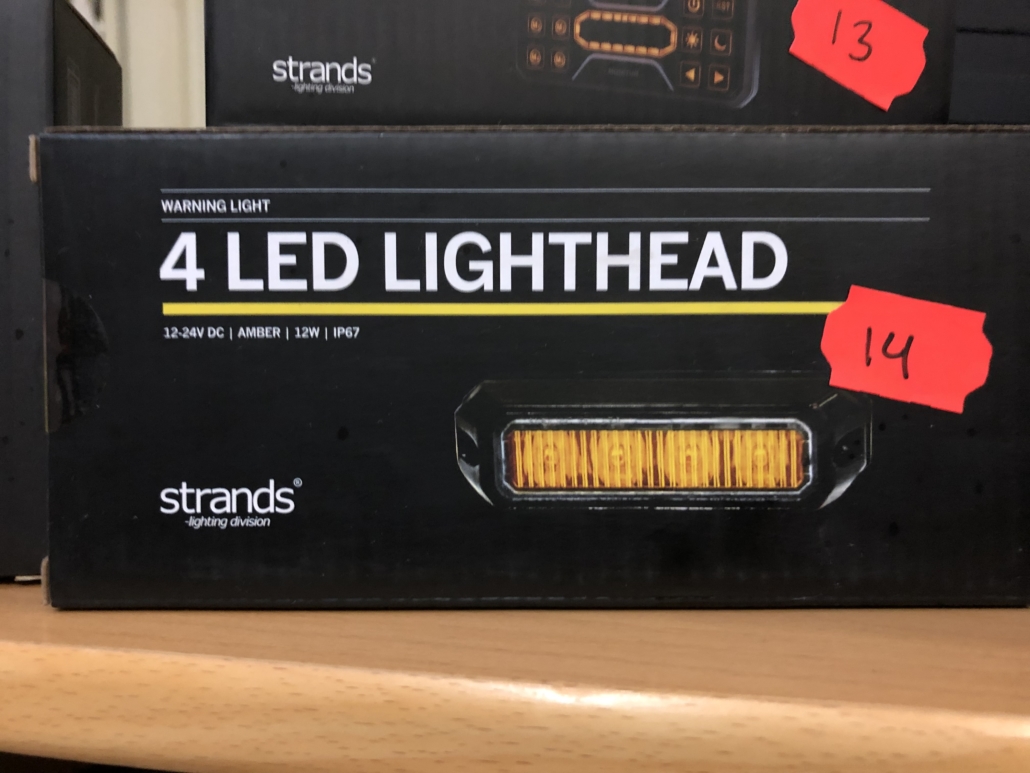 strands
-lighting division
13
WARNING LIGHT
4 LED LIGHTHEAD
12-24V DC | AMBER | 12W | IP67
14
strands®
-lighting division